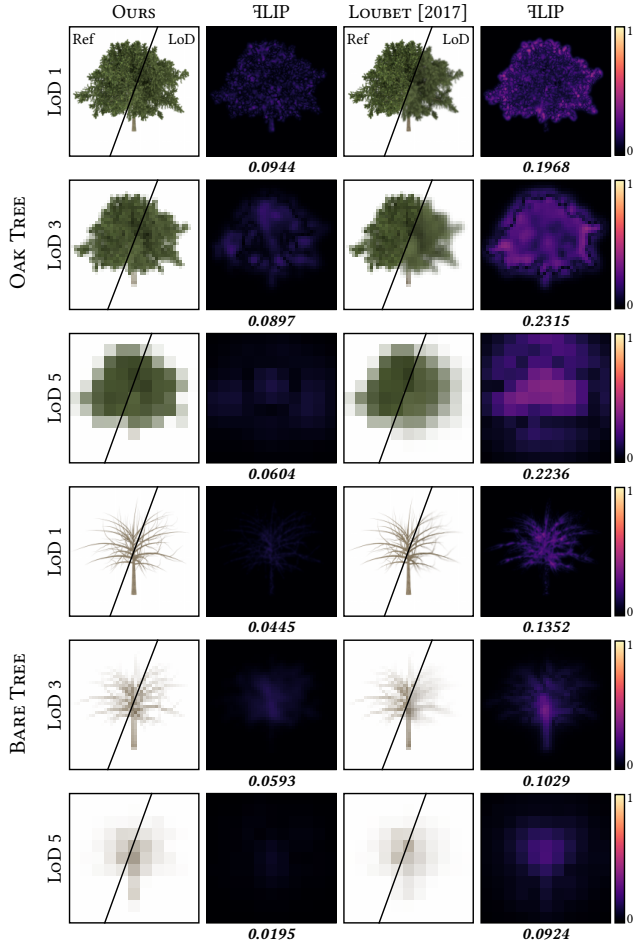 OURS ꟻLIP LOUBET [2017] ꟻLIP
OAK TREE
LOD 1
Ref LoD Ref LoD 1
0
0.0944 0.1968
LOD 3
1
0
0.0897 0.2315
LOD 5
1
0
0.0604 0.2236
BARE TREE
LOD 1
1
0
0.0445 0.1352
LOD 3
1
0
0.0593 0.1029
LOD 5
1
0
0.0195 0.0924